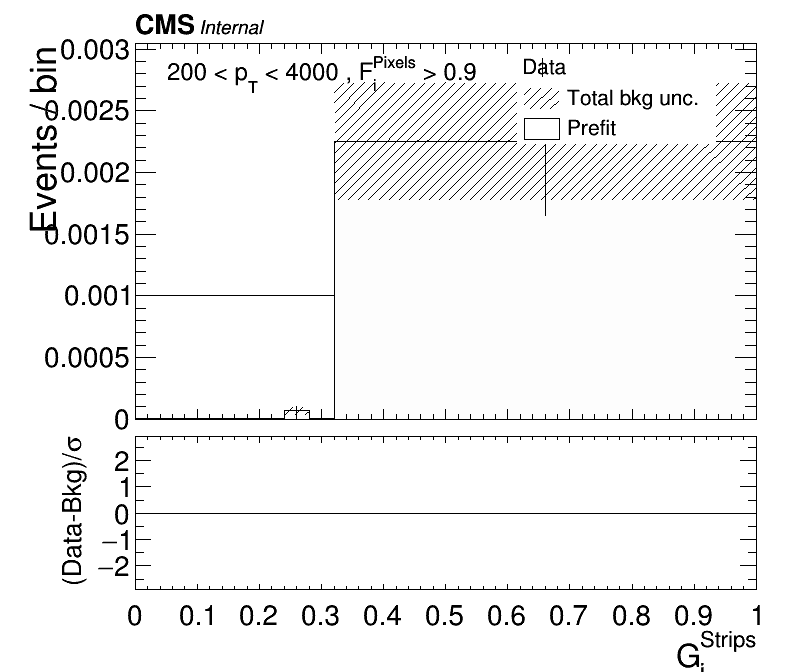 CMS Internal
200 < p_T < 4000 , F_i^Pixels > 0.9
Data
Total bkg unc.
Prefit
Events / bin
0.003
0.0025
0.002
0.0015
0.001
0.0005
0
(Data-Bkg)/σ
2
1
0
−1
−2
0 0.1 0.2 0.3 0.4 0.5 0.6 0.7 0.8 0.9 1
G_i^Strips